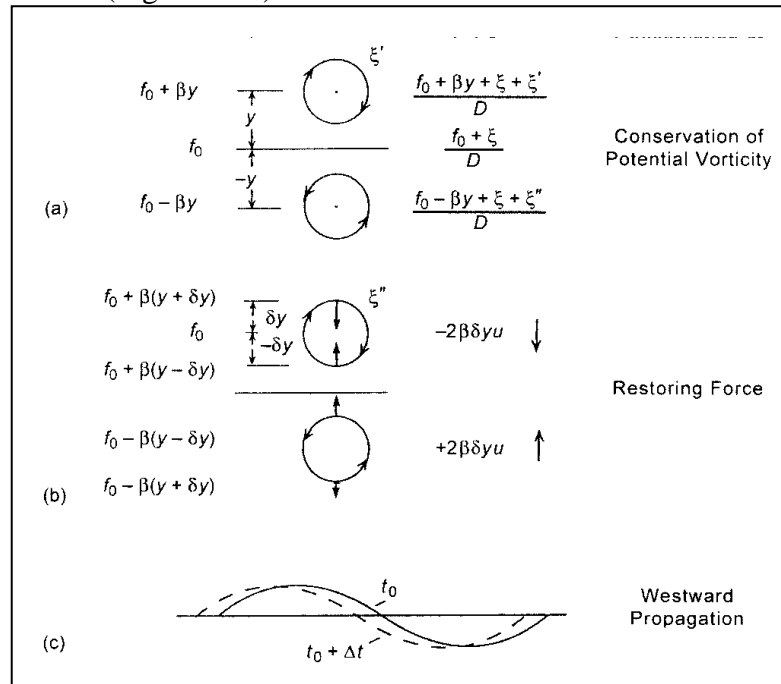 ξ′
f₀ + βy
f₀ + βy + ξ + ξ′
D
y
f₀
f₀ + ξ
D
Conservation of
Potential Vorticity
−y
(a)
f₀ − βy
f₀ − βy + ξ + ξ″
D
f₀ + β(y + δy)
ξ″
δy
f₀
−δy
−2βδyu
f₀ + β(y − δy)
Restoring Force
f₀ − β(y − δy)
+2βδyu
(b)
f₀ − β(y + δy)
t₀
Westward
Propagation
(c)
t₀ + Δt